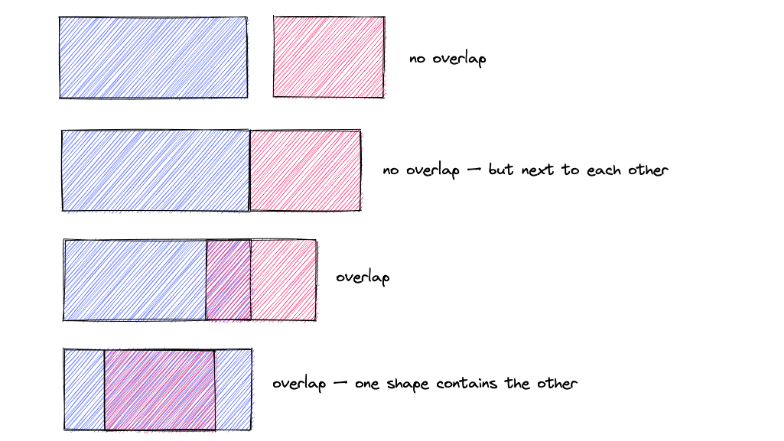 no overlap
no overlap — but next to each other
overlap
overlap — one shape contains the other